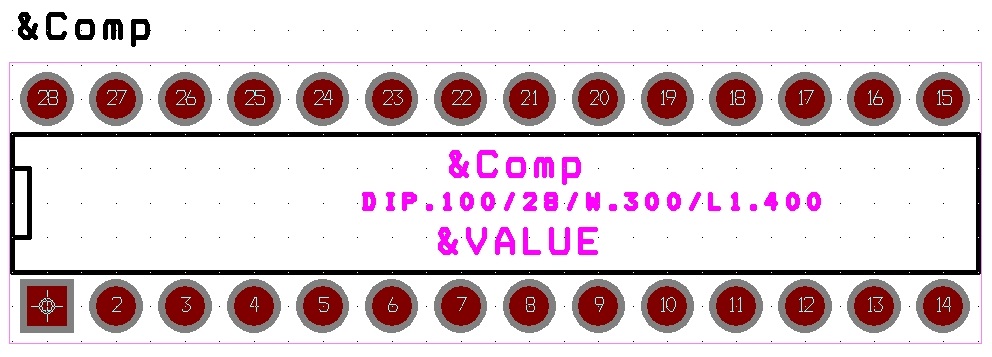 &Comp
28 27 26 25 24 23 22 21 20 19 18 17 16 15
&Comp
DIP.100/28/W.300/L1.400
&VALUE
2 3 4 5 6 7 8 9 10 11 12 13 14